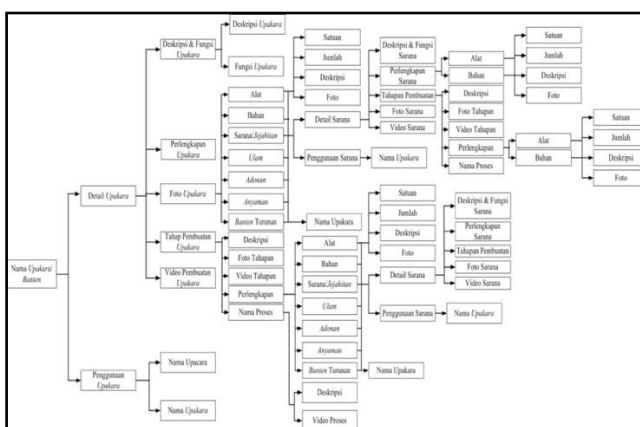 Nama Upakara/
Banten
Detail Upakara
Penggunaan
Upakara
Deskripsi & Fungsi
Upakara
Perlengkapan
Upakara
Foto Upakara
Tahap Pembuatan
Upakara
Video Pembuatan
Upakara
Nama Upacara
Nama Upakara
Deskripsi Upakara
Fungsi Upakara
Alat
Bahan
Sarana/Jejahitan
Ulam
Adonan
Anyaman
Banten Turunan
Deskripsi
Foto Tahapan
Video Tahapan
Perlengkapan
Nama Proses
Satuan
Jumlah
Deskripsi
Foto
Detail Sarana
Penggunaan Sarana
Nama Upakara
Nama Upakara
Deskripsi & Fungsi
Sarana
Perlengkapan
Sarana
Tahapan Pembuatan
Foto Sarana
Video Sarana
Alat
Bahan
Deskripsi
Foto Tahapan
Video Tahapan
Perlengkapan
Nama Proses
Satuan
Jumlah
Deskripsi
Foto
Alat
Bahan
Satuan
Jumlah
Deskripsi
Foto
Alat
Bahan
Sarana/Jejahitan
Ulam
Adonan
Anyaman
Banten Turunan
Deskripsi
Video Proses
Satuan
Jumlah
Deskripsi
Foto
Detail Sarana
Penggunaan Sarana
Nama Upakara
Deskripsi & Fungsi
Sarana
Perlengkapan
Sarana
Tahapan Pembuatan
Foto Sarana
Video Sarana
Nama Upakara